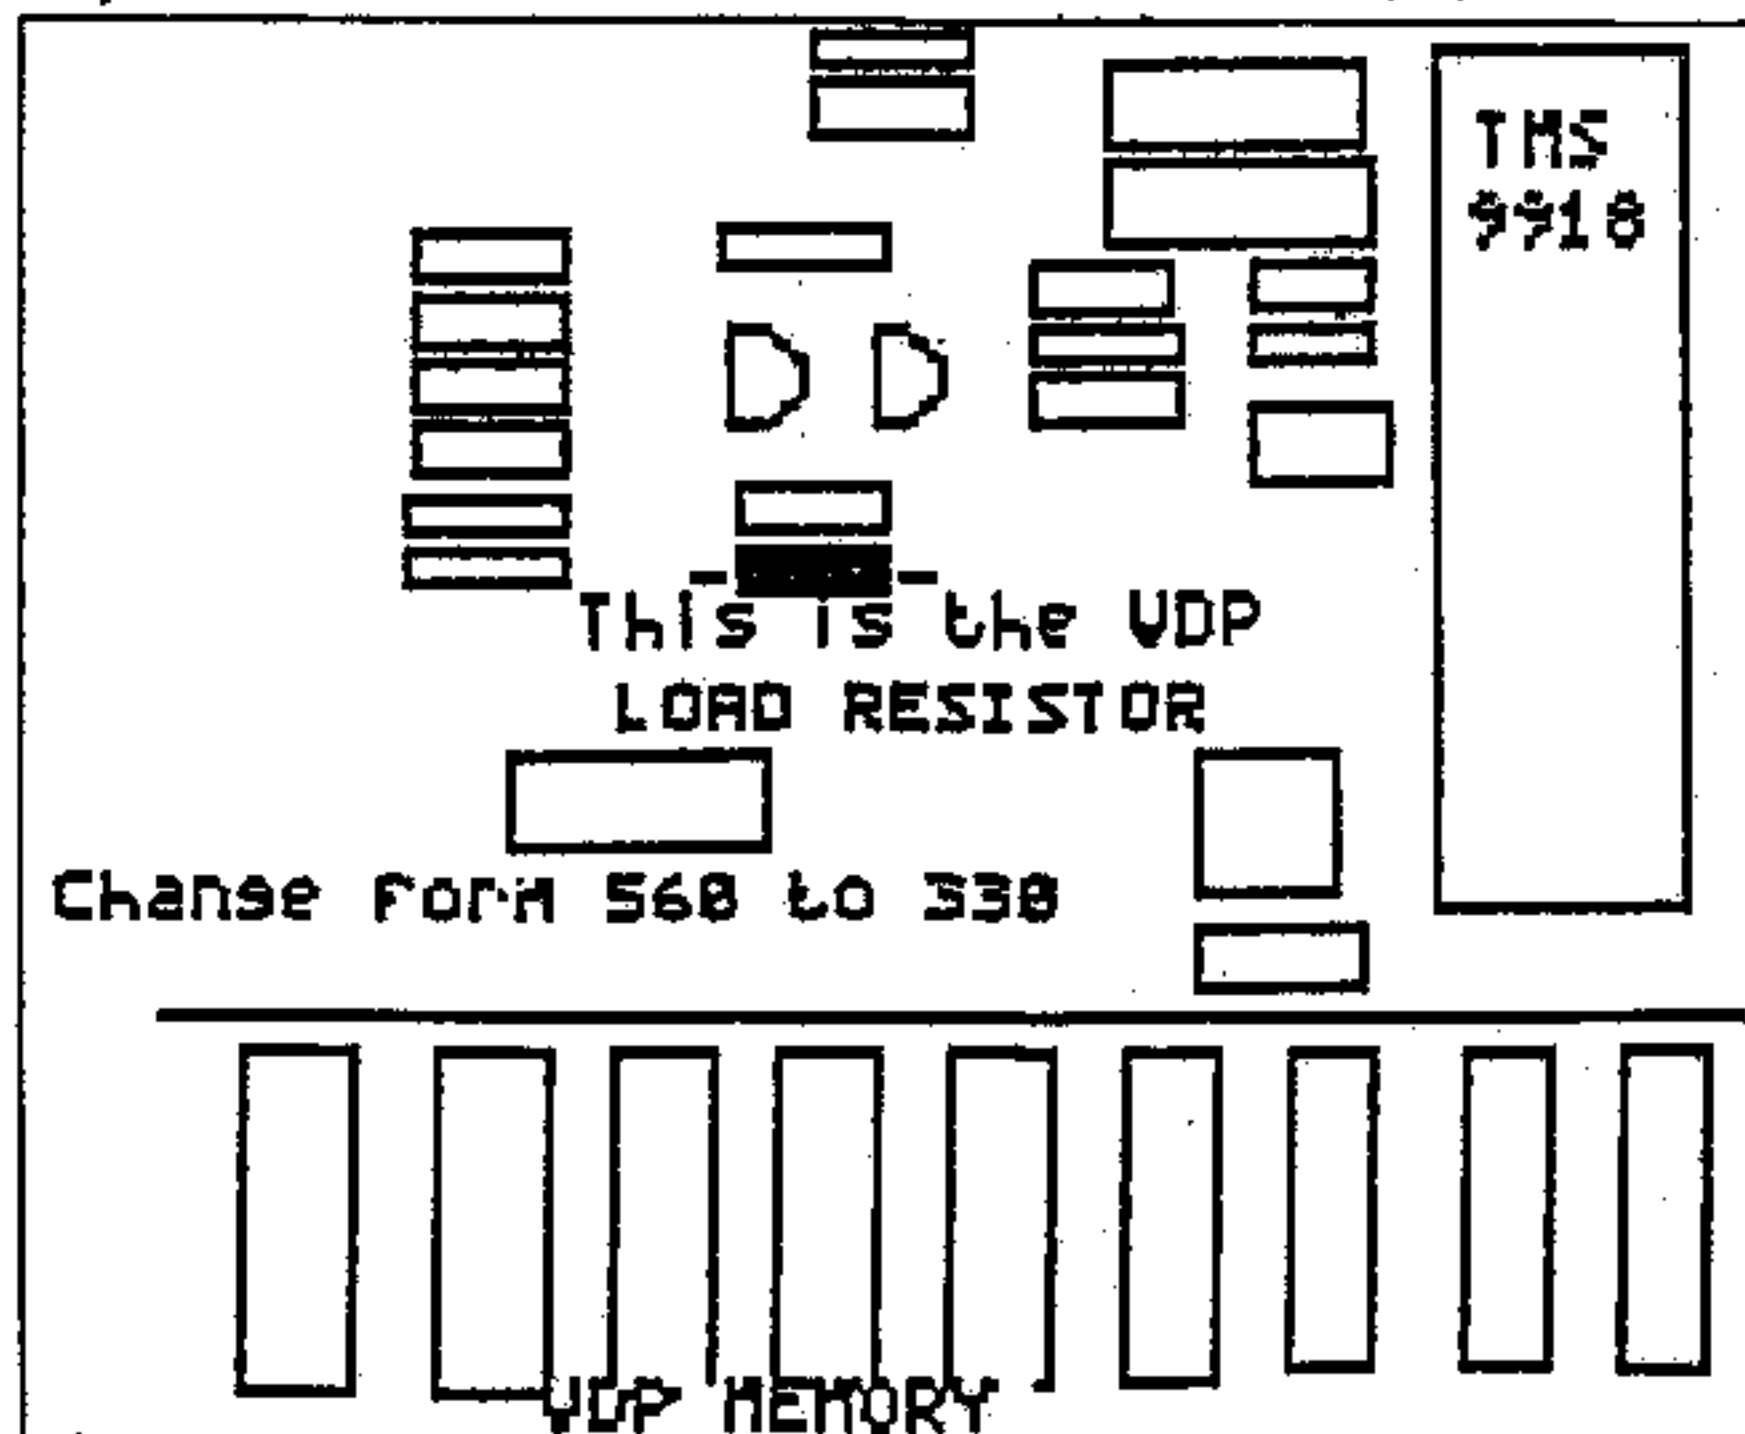 TMS
9918
This is the VDP
LOAD RESISTOR
Change form 560 to 330
VDP MEMORY